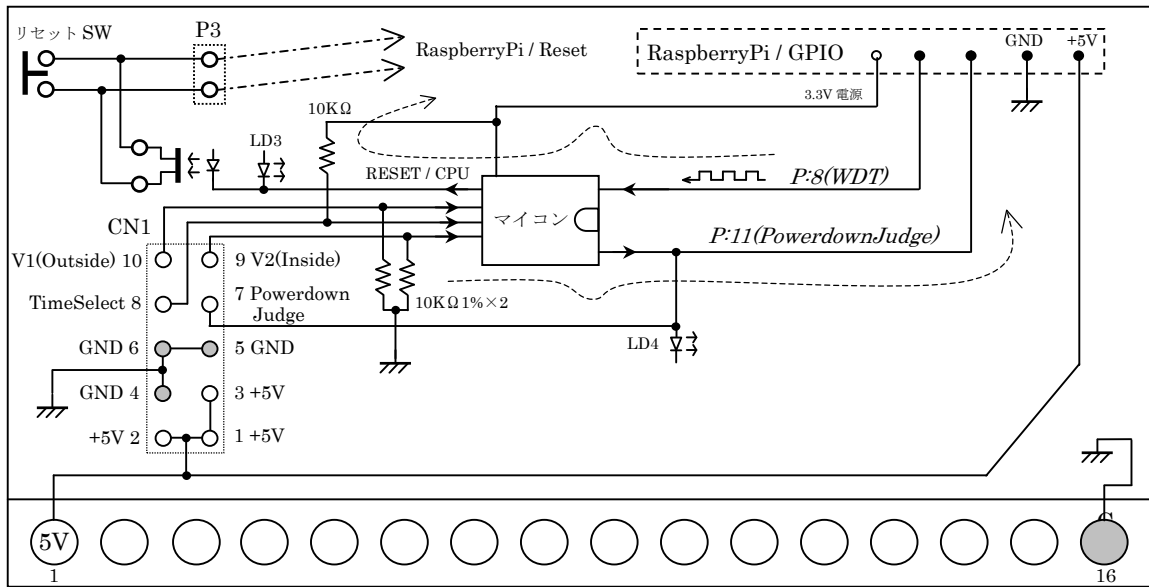 リセット SW
P3
RaspberryPi / Reset
RaspberryPi / GPIO
GND
+5V
3.3V 電源
10KΩ
LD3
RESET / CPU
マイコン
P:8(WDT)
P:11(PowerdownJudge)
CN1
V1(Outside) 10
9 V2(Inside)
TimeSelect 8
7 Powerdown
Judge
10KΩ 1%×2
GND 6
5 GND
LD4
GND 4
3 +5V
+5V 2
1 +5V
5V
1
16